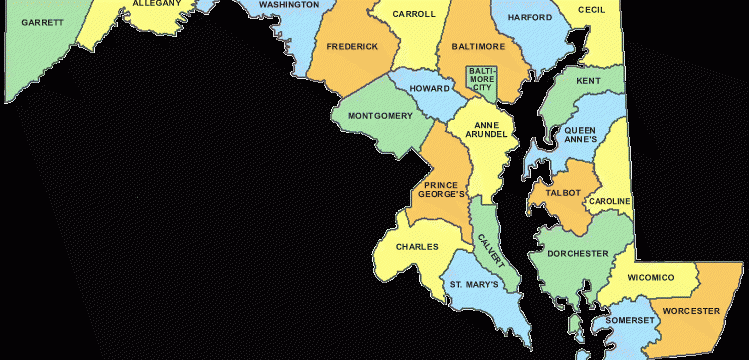 ALLEGANY
WASHINGTON
CECIL
CARROLL
HARFORD
GARRETT
FREDERICK
BALTIMORE
BALTI-
MORE
CITY
KENT
HOWARD
MONTGOMERY
ANNE
ARUNDEL
QUEEN
ANNE'S
PRINCE
GEORGE'S
TALBOT
CAROLINE
CHARLES
CALVERT
DORCHESTER
WICOMICO
ST. MARY'S
SOMERSET
WORCESTER